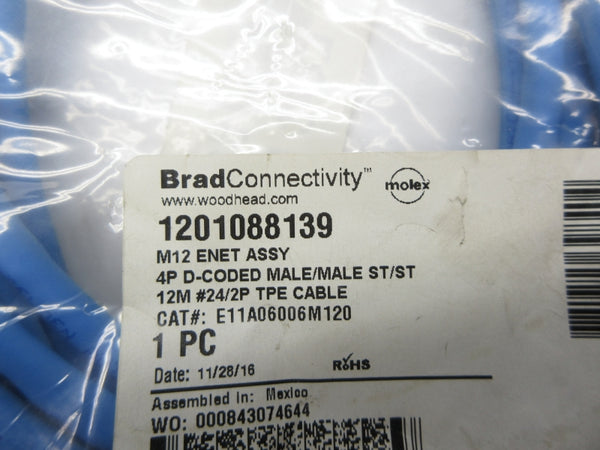 BradConnectivity™ molex
www.woodhead.com
1201088139
M12 ENET ASSY
4P D-CODED MALE/MALE ST/ST
12M #24/2P TPE CABLE
CAT#: E11A06006M120
1 PC
Date: 11/28/16 RoHS
Assembled in: Mexico
WO: 000843074644